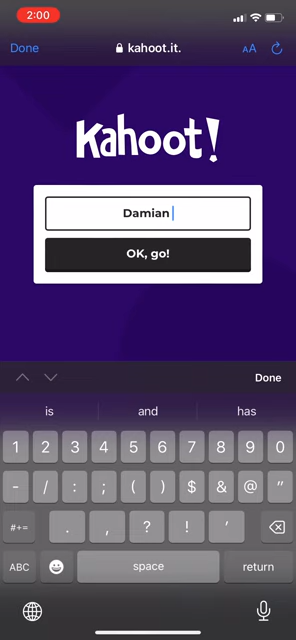 2:00
Done
kahoot.it.
AA
Kahoot!
Damian
OK, go!
Done
is and has
1 2 3 4 5 6 7 8 9 0
- / : ; ( ) $ & @ "
#+= . , ? ! '
ABC space return